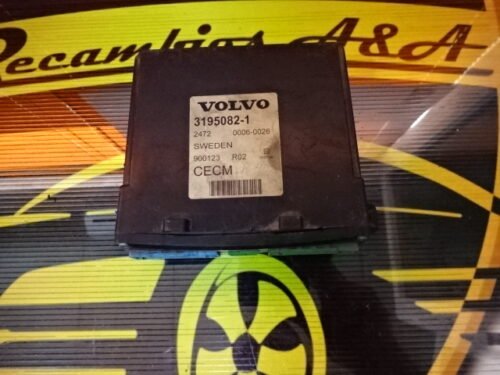 Recambios A&A
VOLVO
3195082-1
2472 0006-0026
SWEDEN
900123 R02
CECM